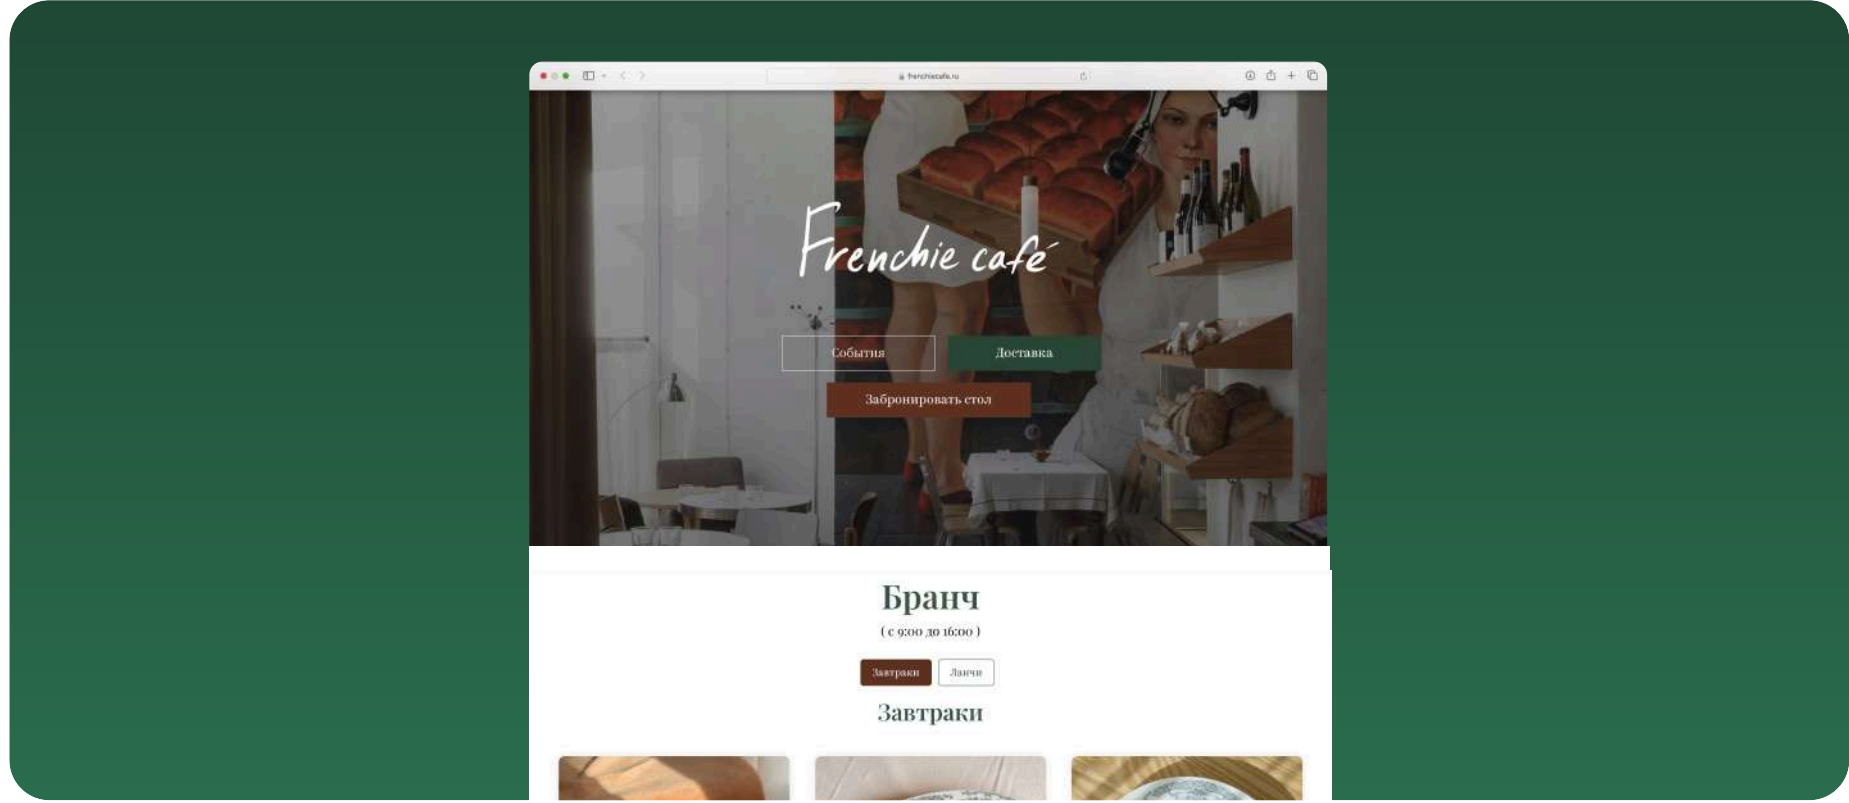 frenchiecafe.ru
Frenchie café
События
Доставка
Забронировать стол
Бранч
( с 9:00 до 16:00 )
Завтраки
Ланчи
Завтраки